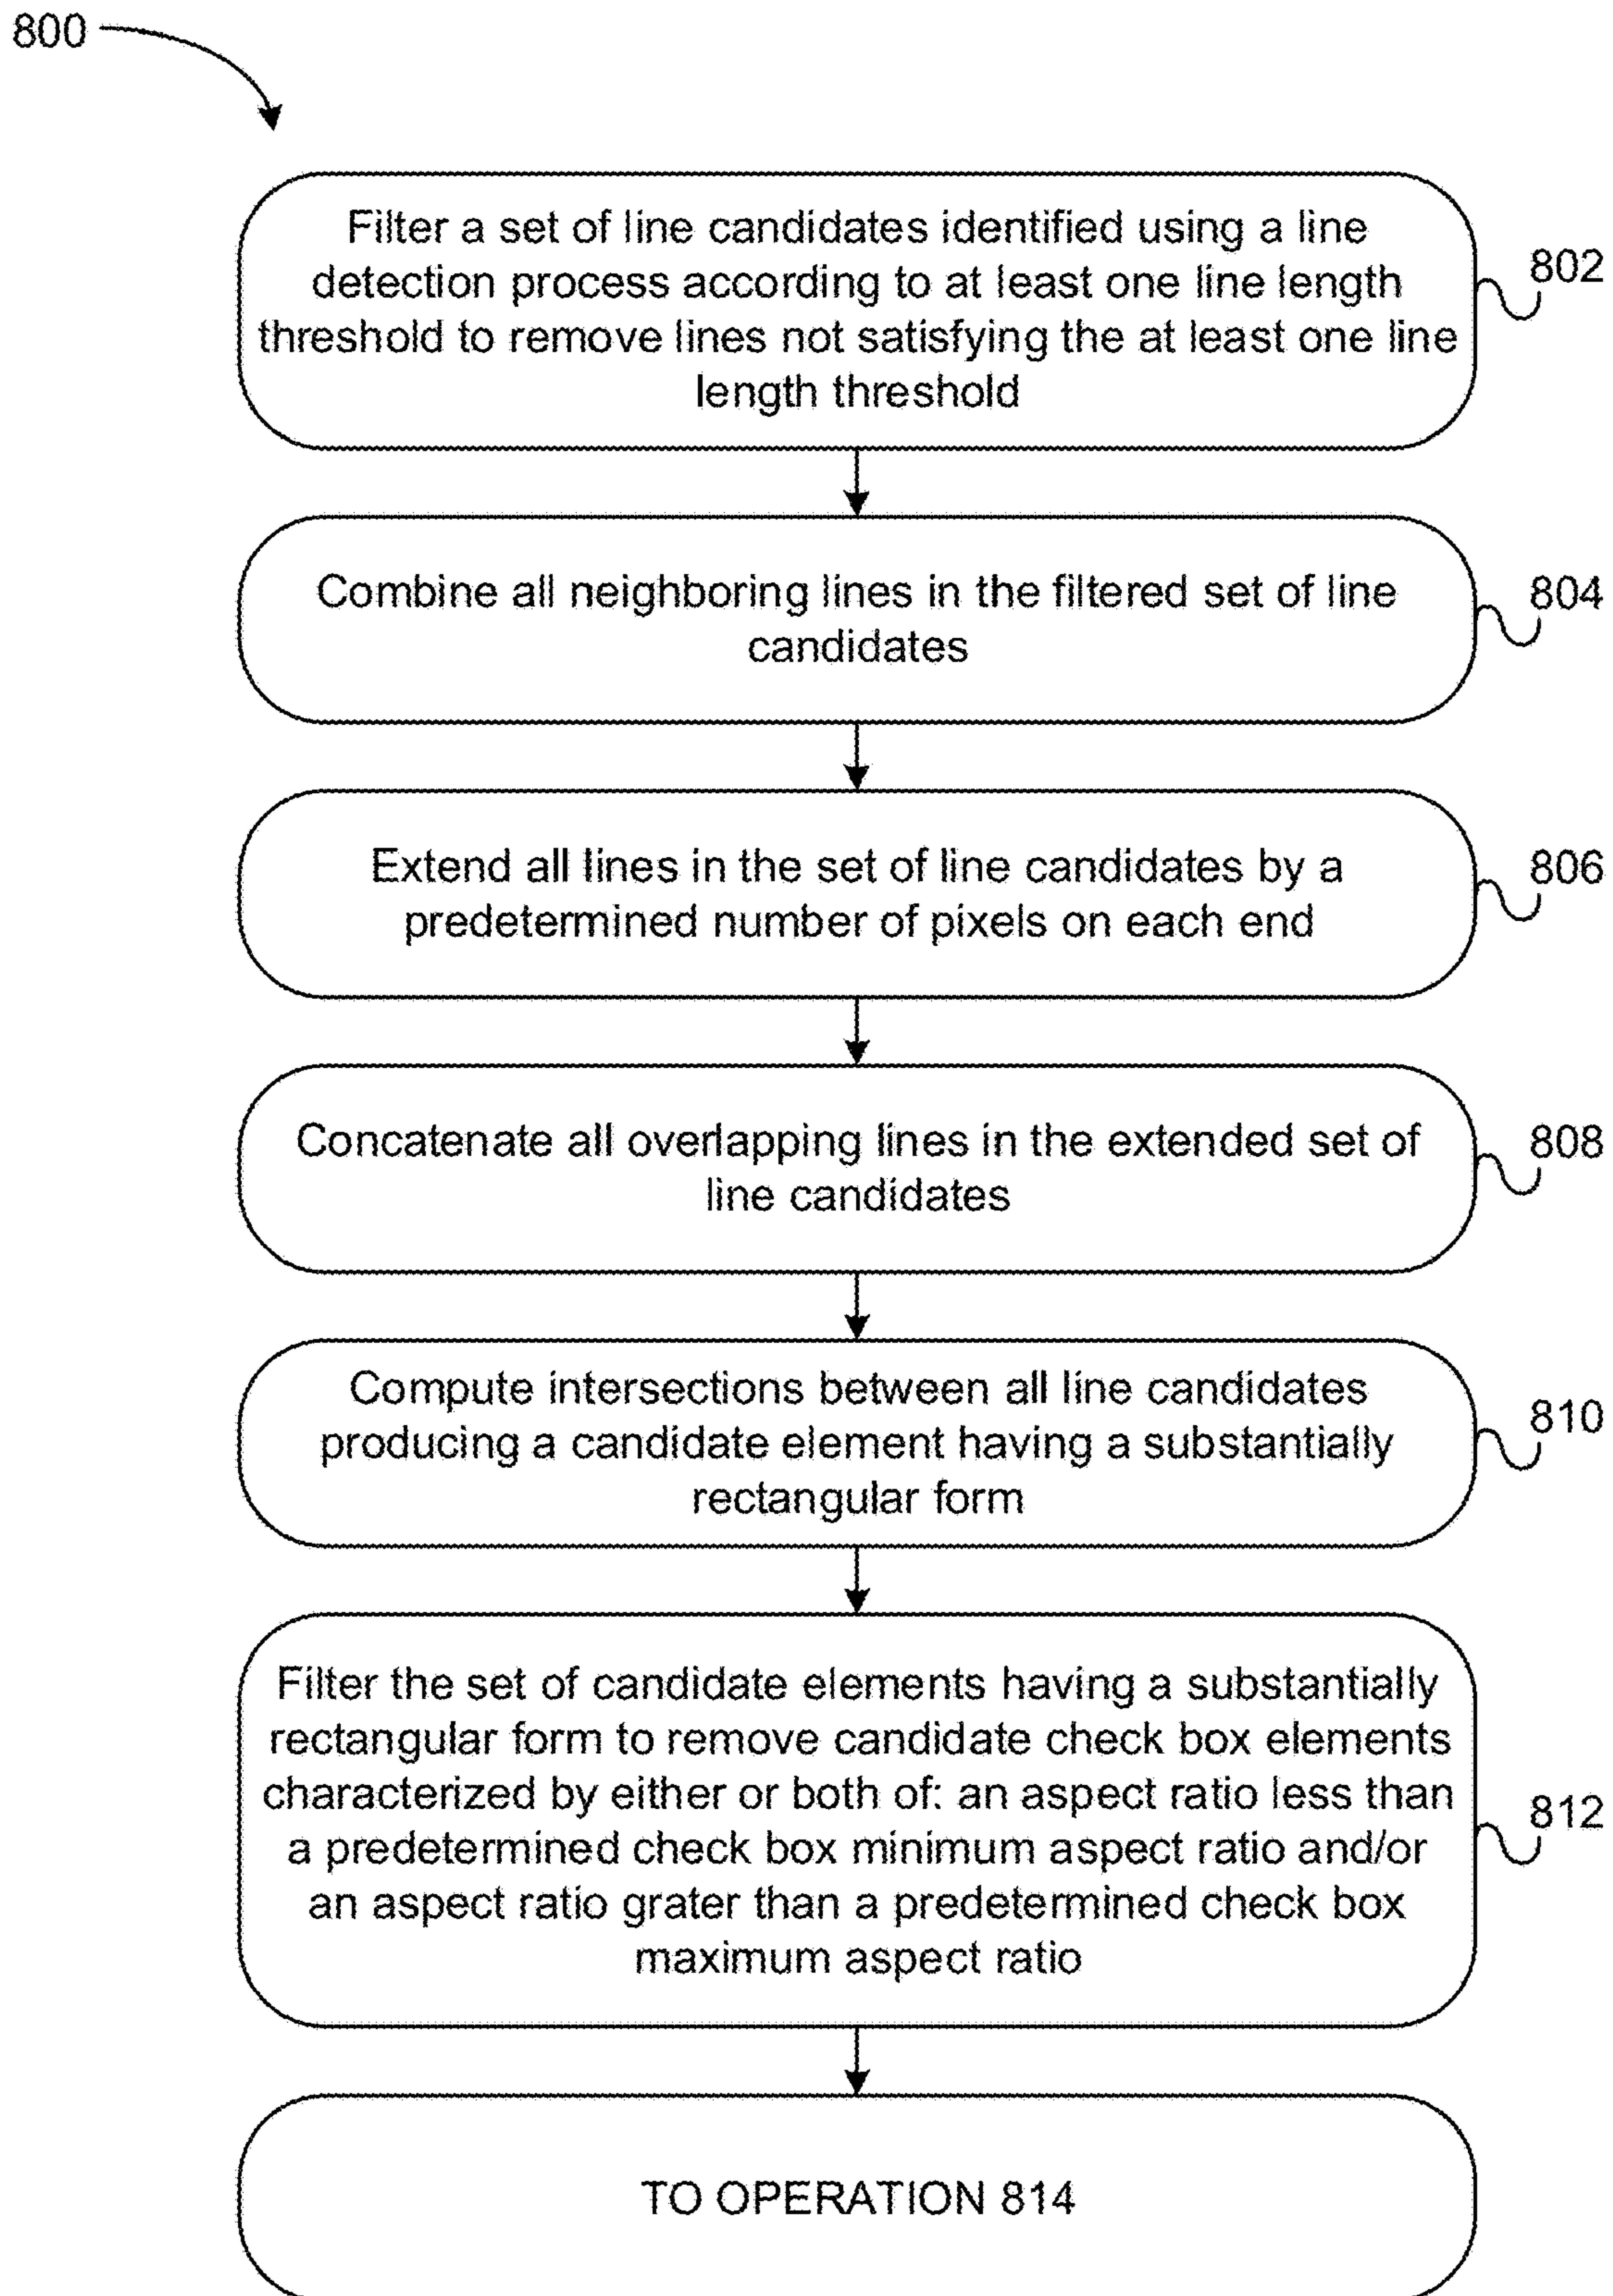 800
Filter a set of line candidates identified using a line
detection process according to at least one line length
threshold to remove lines not satisfying the at least one line
length threshold
802
Combine all neighboring lines in the filtered set of line
candidates
804
Extend all lines in the set of line candidates by a
predetermined number of pixels on each end
806
Concatenate all overlapping lines in the extended set of
line candidates
808
Compute intersections between all line candidates
producing a candidate element having a substantially
rectangular form
810
Filter the set of candidate elements having a substantially
rectangular form to remove candidate check box elements
characterized by either or both of: an aspect ratio less than
a predetermined check box minimum aspect ratio and/or
an aspect ratio grater than a predetermined check box
maximum aspect ratio
812
TO OPERATION 814